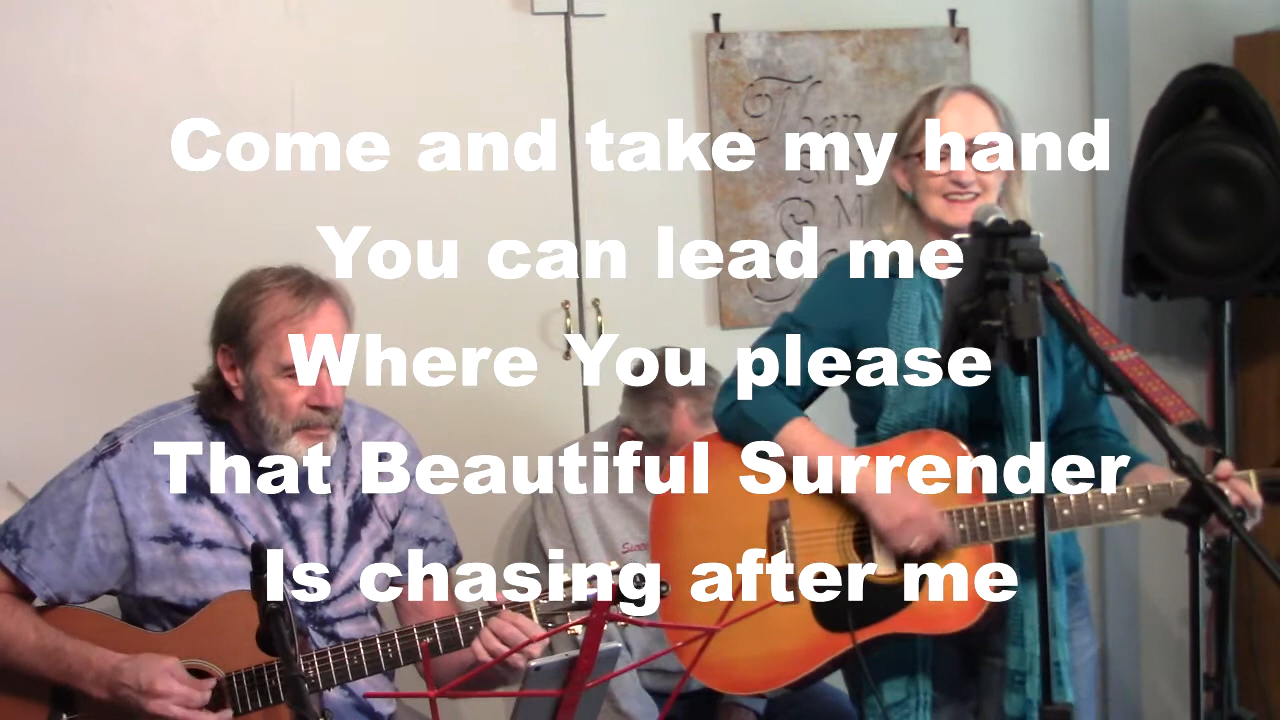 Come and take my hand
You can lead me
Where You please
That Beautiful Surrender
Is chasing after me
Then